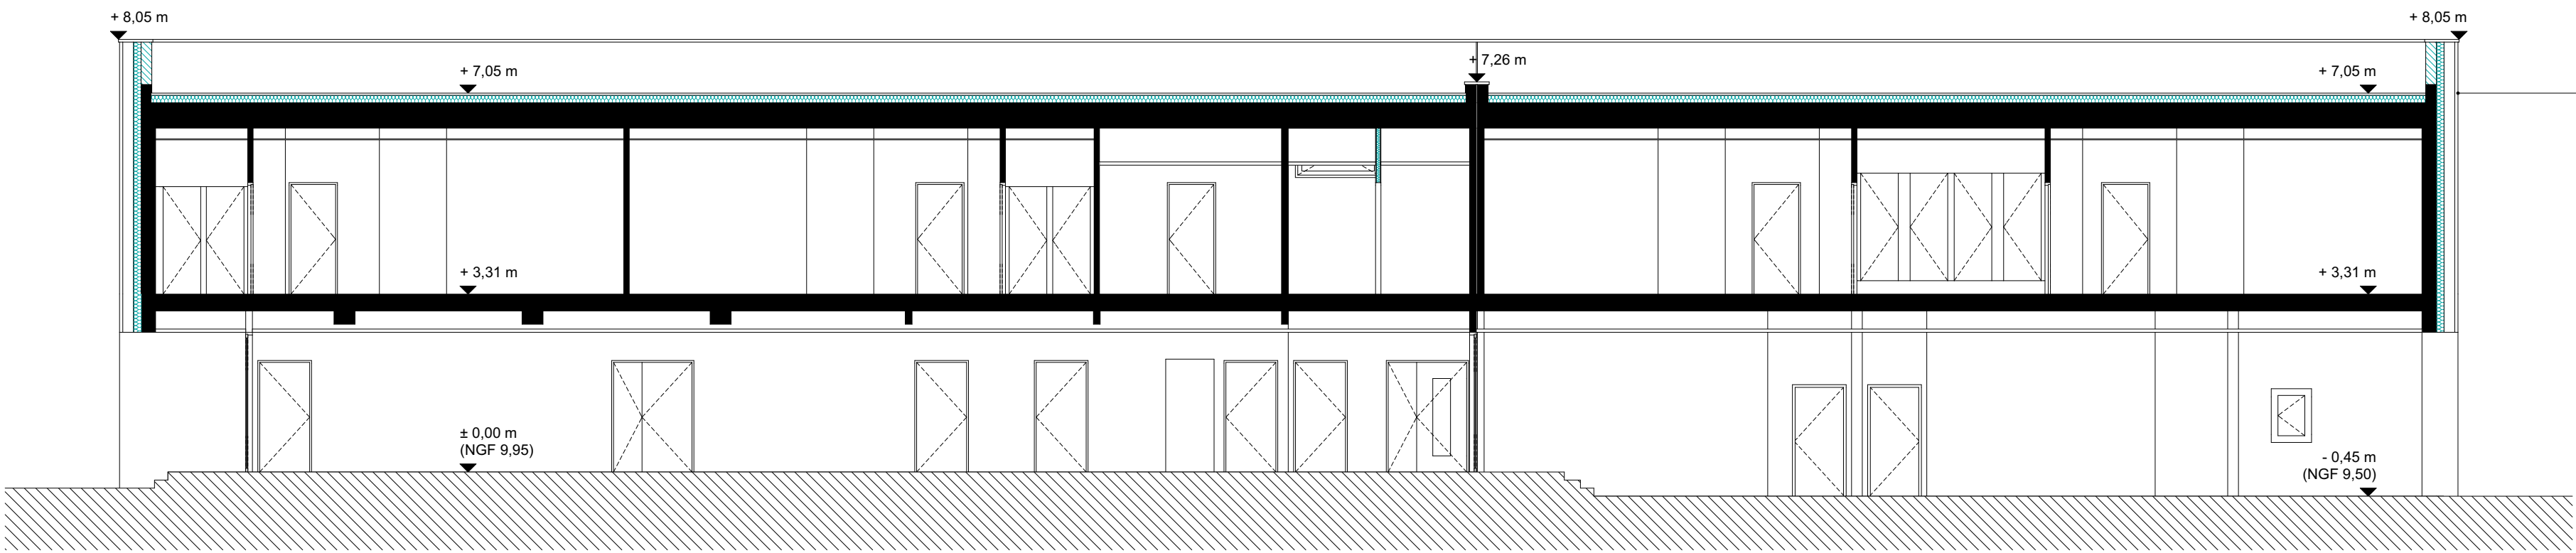 + 8,05 m
+ 8,05 m
+ 7,26 m
+ 7,05 m
+ 7,05 m
+ 3,31 m
+ 3,31 m
± 0,00 m
(NGF 9,95)
- 0,45 m
(NGF 9,50)